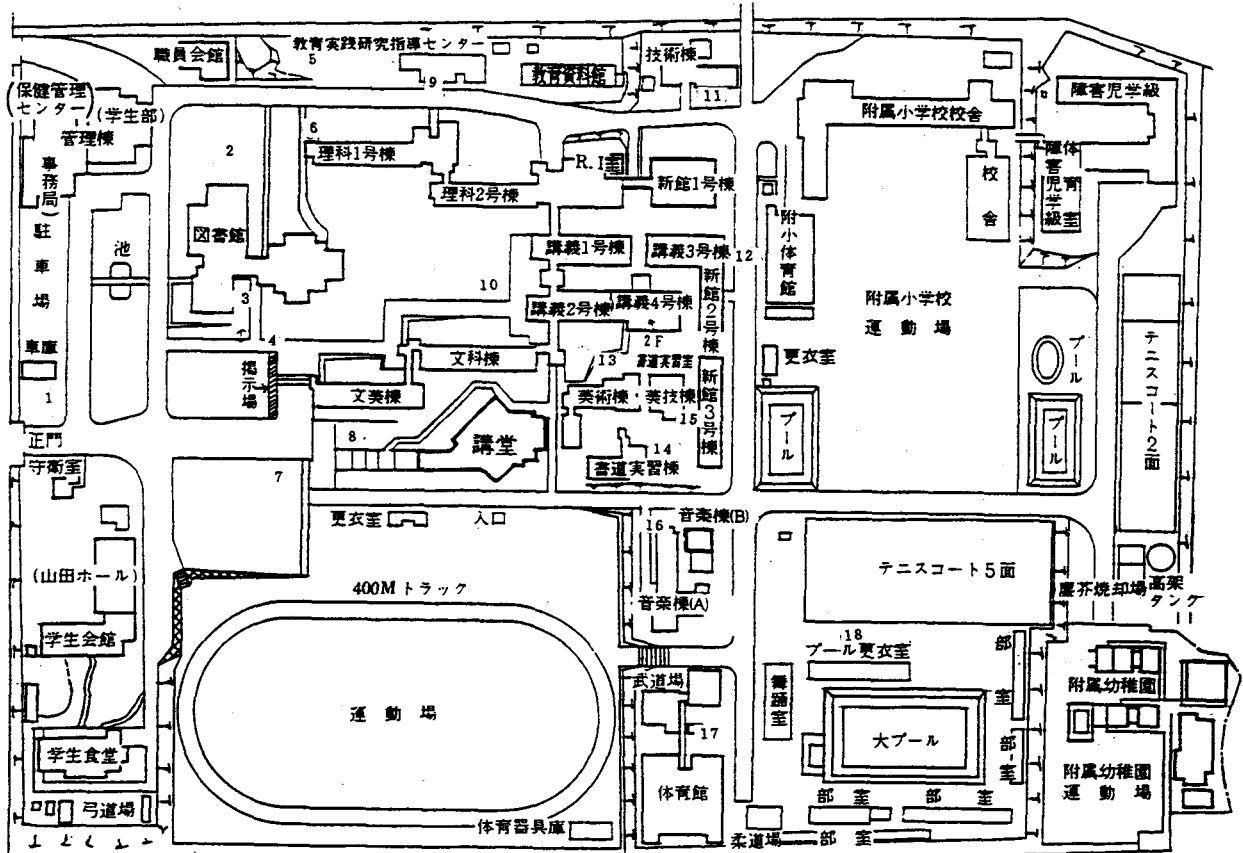 職員会館
教育実践研究指導センター
5
9
教育資料館
技術棟
11
(保健管理
センター)
(学生部)
管理棟
事務局)
駐車場
車庫
1
正門
守衛室
池
2
図書館
3
4
掲示場
6
理科1号棟
理科2号棟
R.I室
新館1号棟
講義1号棟
講義3号棟
12
10
講義2号棟
講義4号棟
2F
書道実習室
新館2号棟
13
文科棟
文美棟
美術棟・美技棟
15
新館3号棟
8
講堂
14
書道実習棟
7
附属小学校校舎
校舎
障害児学級
障害児学級
体育室
附小体育館
附属小学校
運動場
更衣室
プール
プール
プール
テニスコート2面
更衣室
入口
16
音楽棟(B)
音楽棟(A)
テニスコート5面
塵芥焼却場
高架
タンク
(山田ホール)
学生会館
学生食堂
弓道場
400Mトラック
運動場
体育器具庫
武道場
17
体育館
舞踊室
18
プール更衣室
大プール
部室
部室
部室
部室
部室
柔道場
附属幼稚園
附属幼稚園
運動場